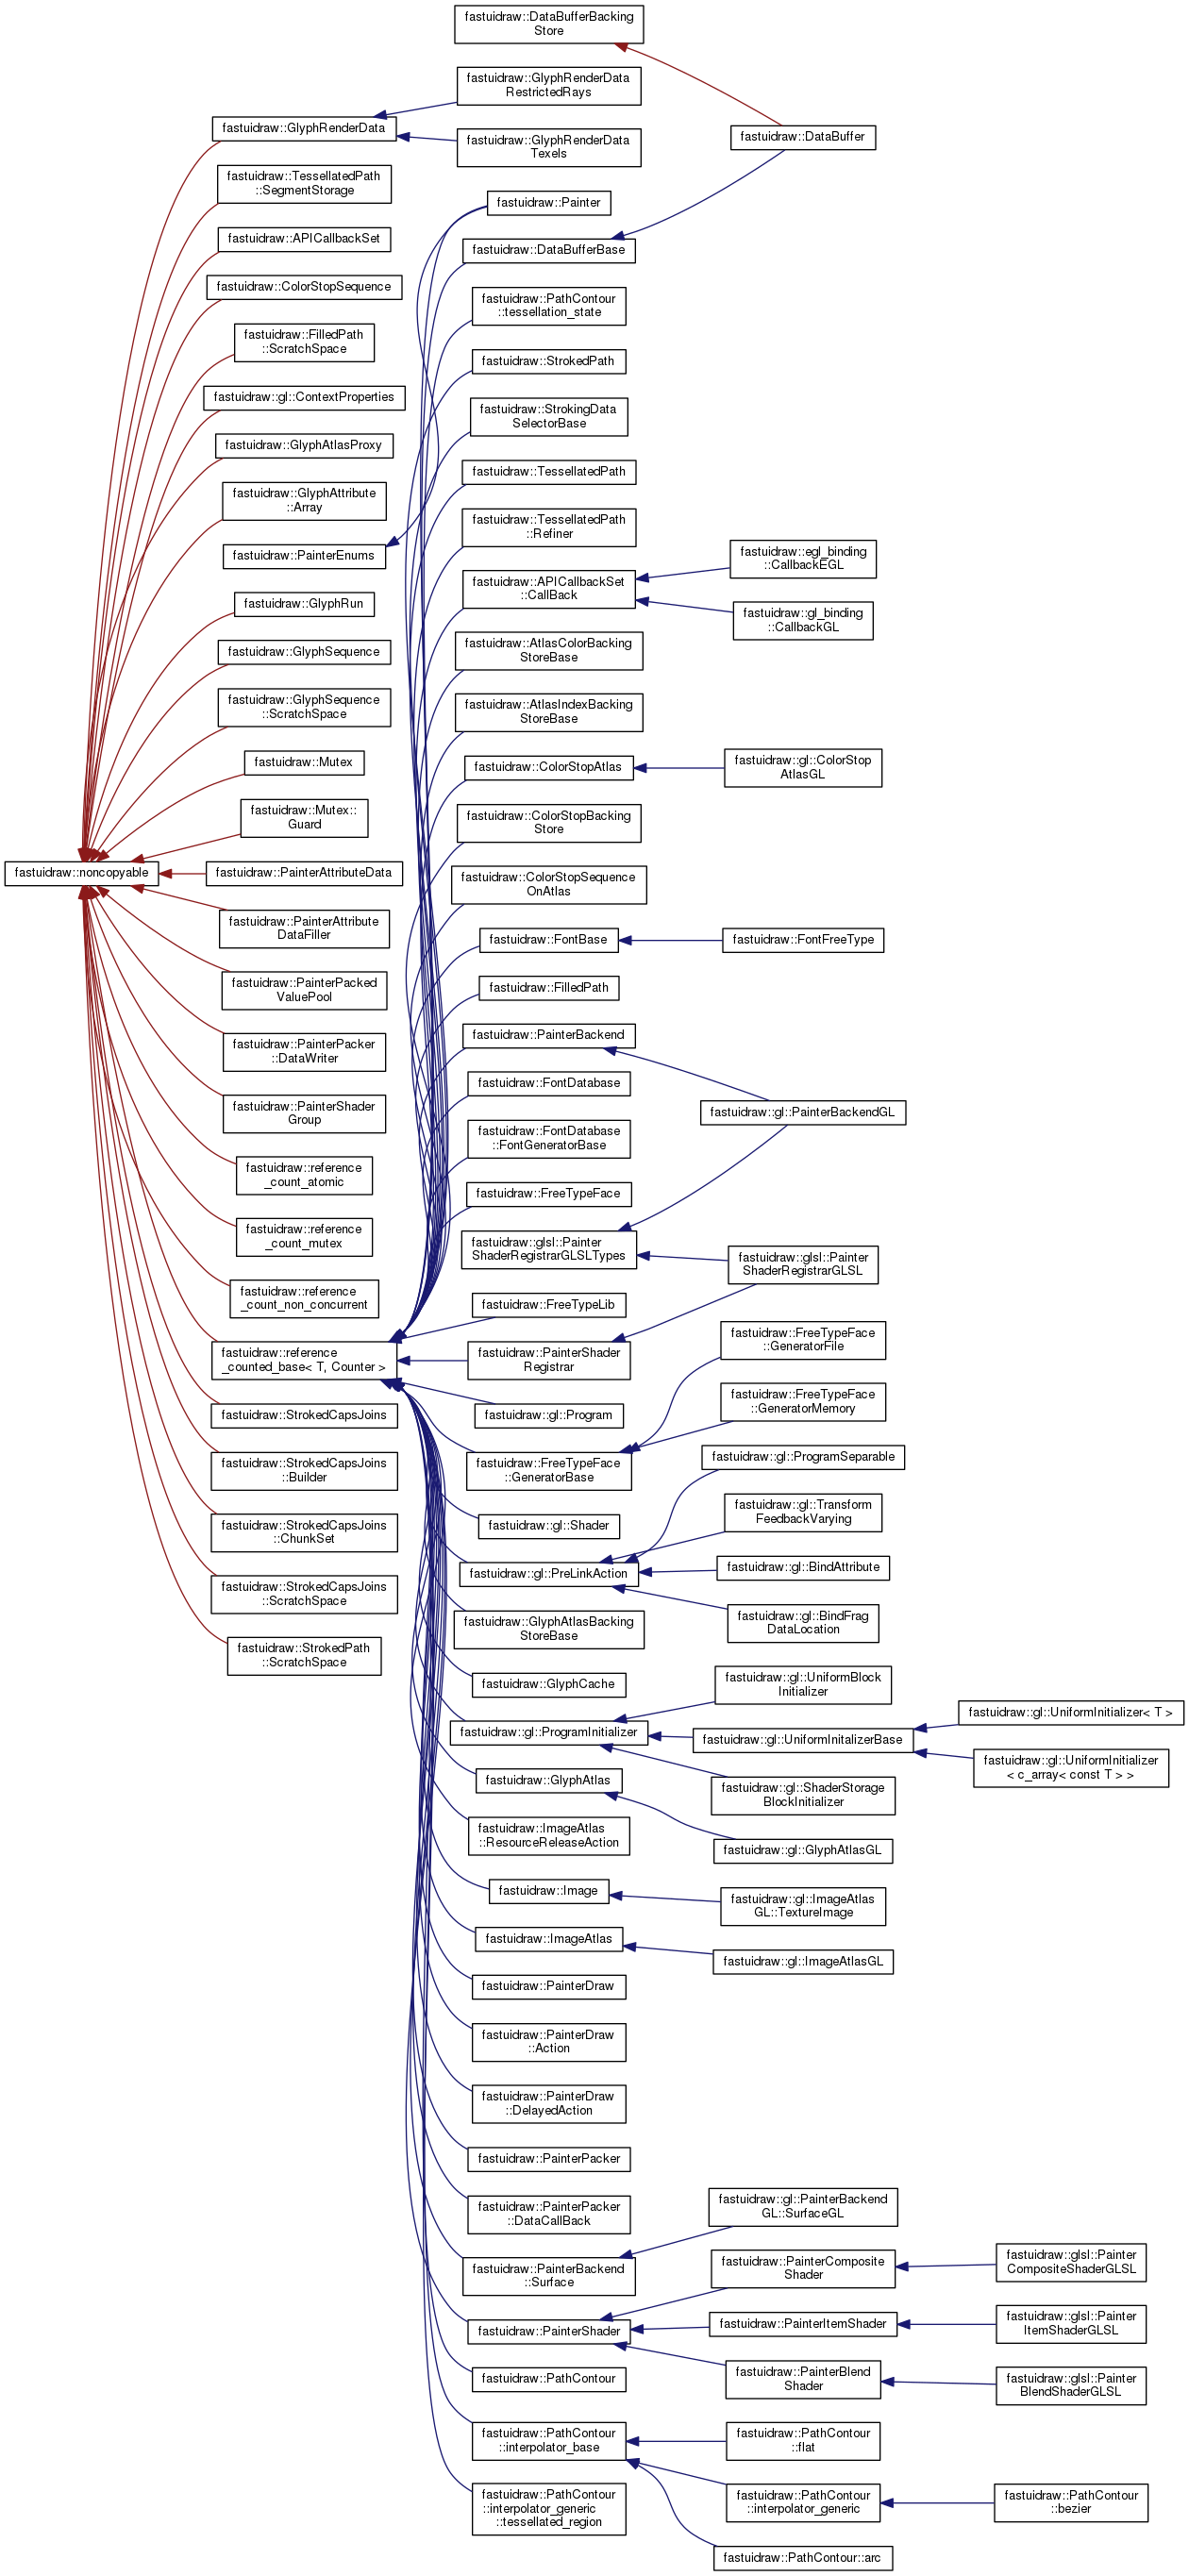 fastuidraw::DataBufferBacking
Store
fastuidraw::GlyphRenderData
RestrictedRays
fastuidraw::GlyphRenderData
fastuidraw::DataBuffer
fastuidraw::GlyphRenderData
Texels
fastuidraw::TessellatedPath
::SegmentStorage
fastuidraw::Painter
fastuidraw::APICallbackSet
fastuidraw::DataBufferBase
fastuidraw::ColorStopSequence
fastuidraw::PathContour
::tessellation_state
fastuidraw::FilledPath
::ScratchSpace
fastuidraw::StrokedPath
fastuidraw::gl::ContextProperties
fastuidraw::StrokingData
SelectorBase
fastuidraw::GlyphAtlasProxy
fastuidraw::TessellatedPath
fastuidraw::GlyphAttribute
::Array
fastuidraw::TessellatedPath
::Refiner
fastuidraw::PainterEnums
fastuidraw::egl_binding
::CallbackEGL
fastuidraw::APICallbackSet
::CallBack
fastuidraw::GlyphRun
fastuidraw::gl_binding
::CallbackGL
fastuidraw::GlyphSequence
fastuidraw::AtlasColorBacking
StoreBase
fastuidraw::GlyphSequence
::ScratchSpace
fastuidraw::AtlasIndexBacking
StoreBase
fastuidraw::Mutex
fastuidraw::ColorStopAtlas
fastuidraw::gl::ColorStop
AtlasGL
fastuidraw::Mutex::
Guard
fastuidraw::ColorStopBacking
Store
fastuidraw::noncopyable
fastuidraw::PainterAttributeData
fastuidraw::ColorStopSequence
OnAtlas
fastuidraw::PainterAttribute
DataFiller
fastuidraw::FontBase
fastuidraw::FontFreeType
fastuidraw::PainterPacked
ValuePool
fastuidraw::FilledPath
fastuidraw::PainterPacker
::DataWriter
fastuidraw::PainterBackend
fastuidraw::PainterShader
Group
fastuidraw::FontDatabase
fastuidraw::gl::PainterBackendGL
fastuidraw::FontDatabase
::FontGeneratorBase
fastuidraw::reference
_count_atomic
fastuidraw::FreeTypeFace
fastuidraw::reference
_count_mutex
fastuidraw::glsl::Painter
ShaderRegistrarGLSLTypes
fastuidraw::glsl::Painter
ShaderRegistrarGLSL
fastuidraw::reference
_count_non_concurrent
fastuidraw::FreeTypeLib
fastuidraw::reference
_counted_base< T, Counter >
fastuidraw::PainterShader
Registrar
fastuidraw::FreeTypeFace
::GeneratorFile
fastuidraw::StrokedCapsJoins
fastuidraw::gl::Program
fastuidraw::FreeTypeFace
::GeneratorMemory
fastuidraw::StrokedCapsJoins
::Builder
fastuidraw::FreeTypeFace
::GeneratorBase
fastuidraw::gl::ProgramSeparable
fastuidraw::StrokedCapsJoins
::ChunkSet
fastuidraw::gl::Shader
fastuidraw::gl::Transform
FeedbackVarying
fastuidraw::StrokedCapsJoins
::ScratchSpace
fastuidraw::gl::PreLinkAction
fastuidraw::gl::BindAttribute
fastuidraw::StrokedPath
::ScratchSpace
fastuidraw::GlyphAtlasBacking
StoreBase
fastuidraw::gl::BindFrag
DataLocation
fastuidraw::GlyphCache
fastuidraw::gl::UniformBlock
Initializer
fastuidraw::gl::ProgramInitializer
fastuidraw::gl::UniformInitalizerBase
fastuidraw::gl::UniformInitializer< T >
fastuidraw::gl::UniformInitializer
< c_array< const T > >
fastuidraw::GlyphAtlas
fastuidraw::gl::ShaderStorage
BlockInitializer
fastuidraw::ImageAtlas
::ResourceReleaseAction
fastuidraw::gl::GlyphAtlasGL
fastuidraw::Image
fastuidraw::gl::ImageAtlas
GL::TextureImage
fastuidraw::ImageAtlas
fastuidraw::gl::ImageAtlasGL
fastuidraw::PainterDraw
fastuidraw::PainterDraw
::Action
fastuidraw::PainterDraw
::DelayedAction
fastuidraw::PainterPacker
fastuidraw::PainterPacker
::DataCallBack
fastuidraw::gl::PainterBackend
GL::SurfaceGL
fastuidraw::PainterBackend
::Surface
fastuidraw::PainterComposite
Shader
fastuidraw::glsl::Painter
CompositeShaderGLSL
fastuidraw::PainterShader
fastuidraw::PainterItemShader
fastuidraw::glsl::Painter
ItemShaderGLSL
fastuidraw::PathContour
fastuidraw::PainterBlend
Shader
fastuidraw::glsl::Painter
BlendShaderGLSL
fastuidraw::PathContour
::interpolator_base
fastuidraw::PathContour
::flat
fastuidraw::PathContour
::interpolator_generic
::tessellated_region
fastuidraw::PathContour
::interpolator_generic
fastuidraw::PathContour
::bezier
fastuidraw::PathContour::arc